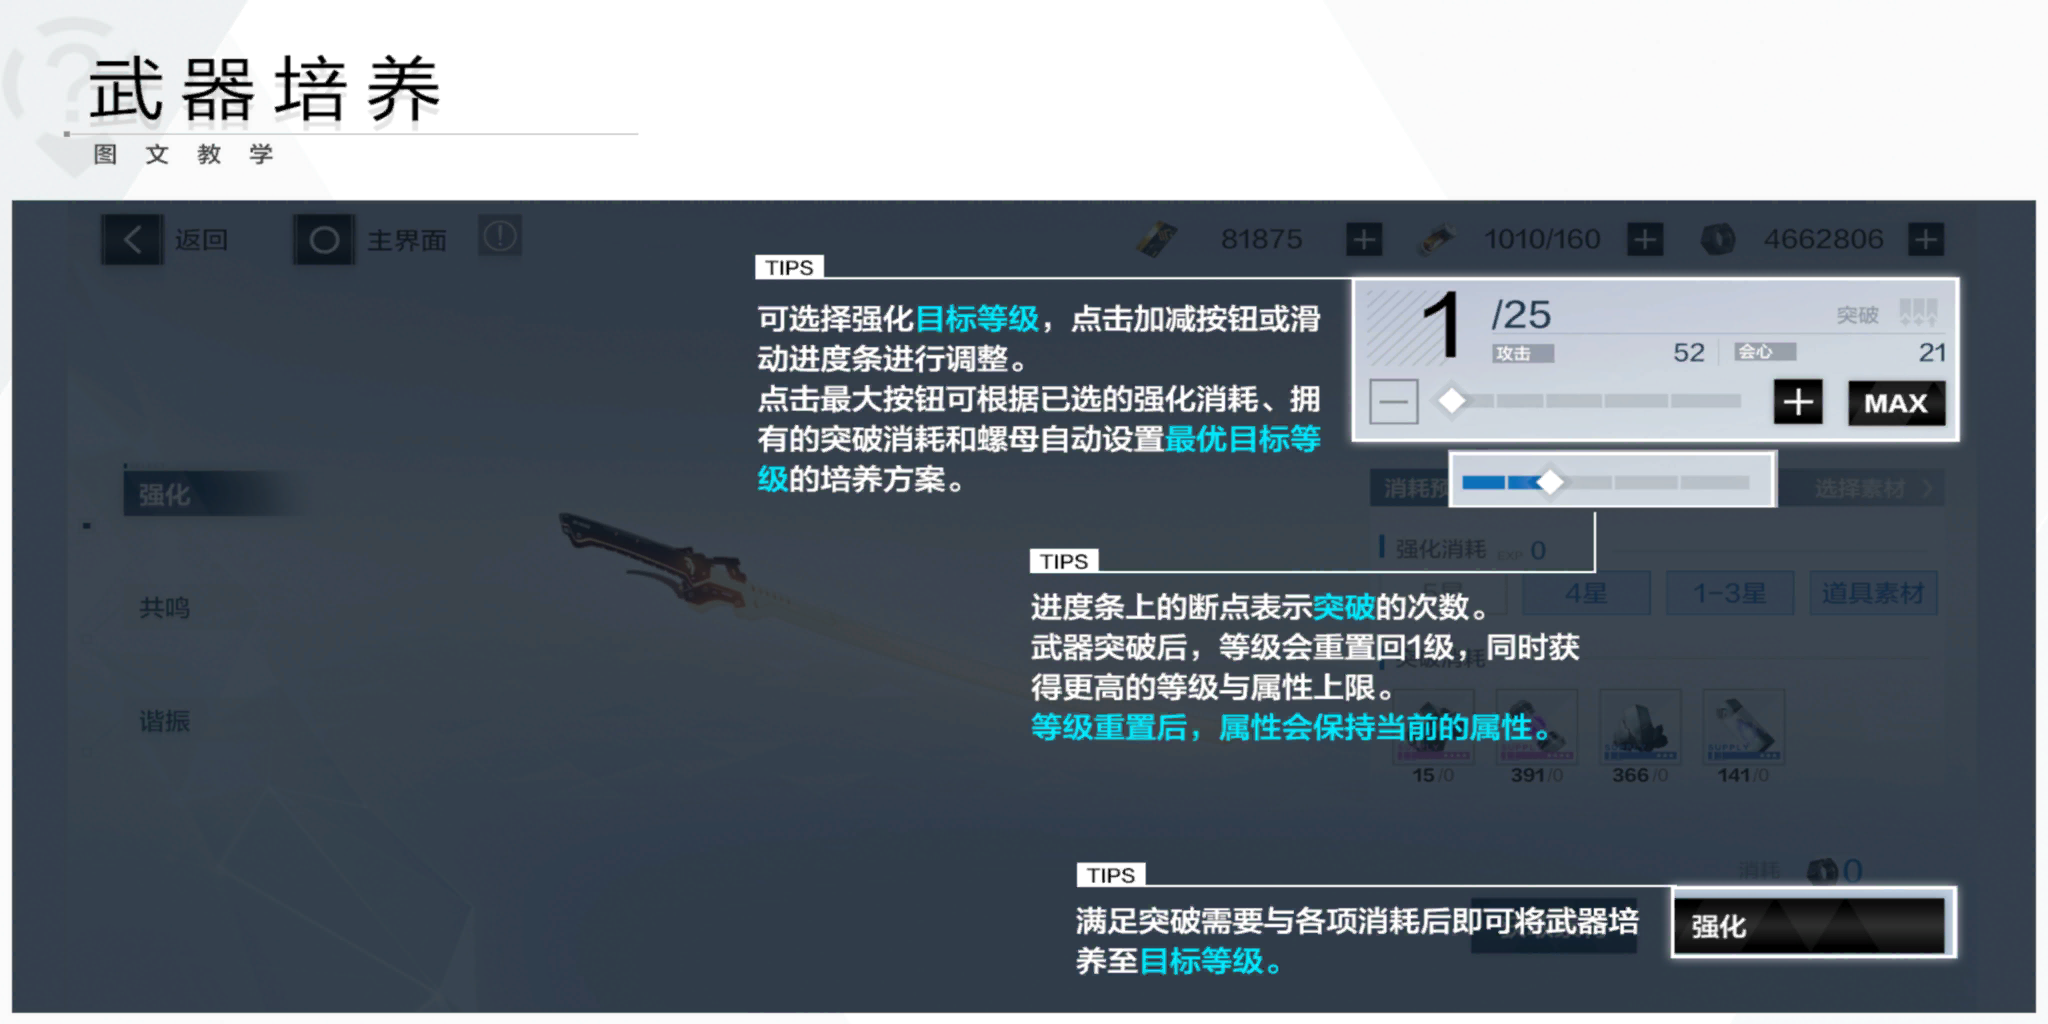 武器培养
图文教学
返回
主界面
81875
1010/160
4662806
TIPS
可选择强化目标等级，点击加减按钮或滑
动进度条进行调整。
点击最大按钮可根据已选的强化消耗、拥
有的突破消耗和螺母自动设置最优目标等
级的培养方案。
1 /25
突破
攻击 52
会心 21
MAX
强化
共鸣
谐振
消耗预
选择素材
强化消耗 EXP 0
4星
1-3星
道具素材
TIPS
进度条上的断点表示突破的次数。
武器突破后，等级会重置回1级，同时获
得更高的等级与属性上限。
等级重置后，属性会保持当前的属性。
突破消耗
15/0
391/0
366/0
141/0
消耗 0
TIPS
满足突破需要与各项消耗后即可将武器培
养至目标等级。
强化